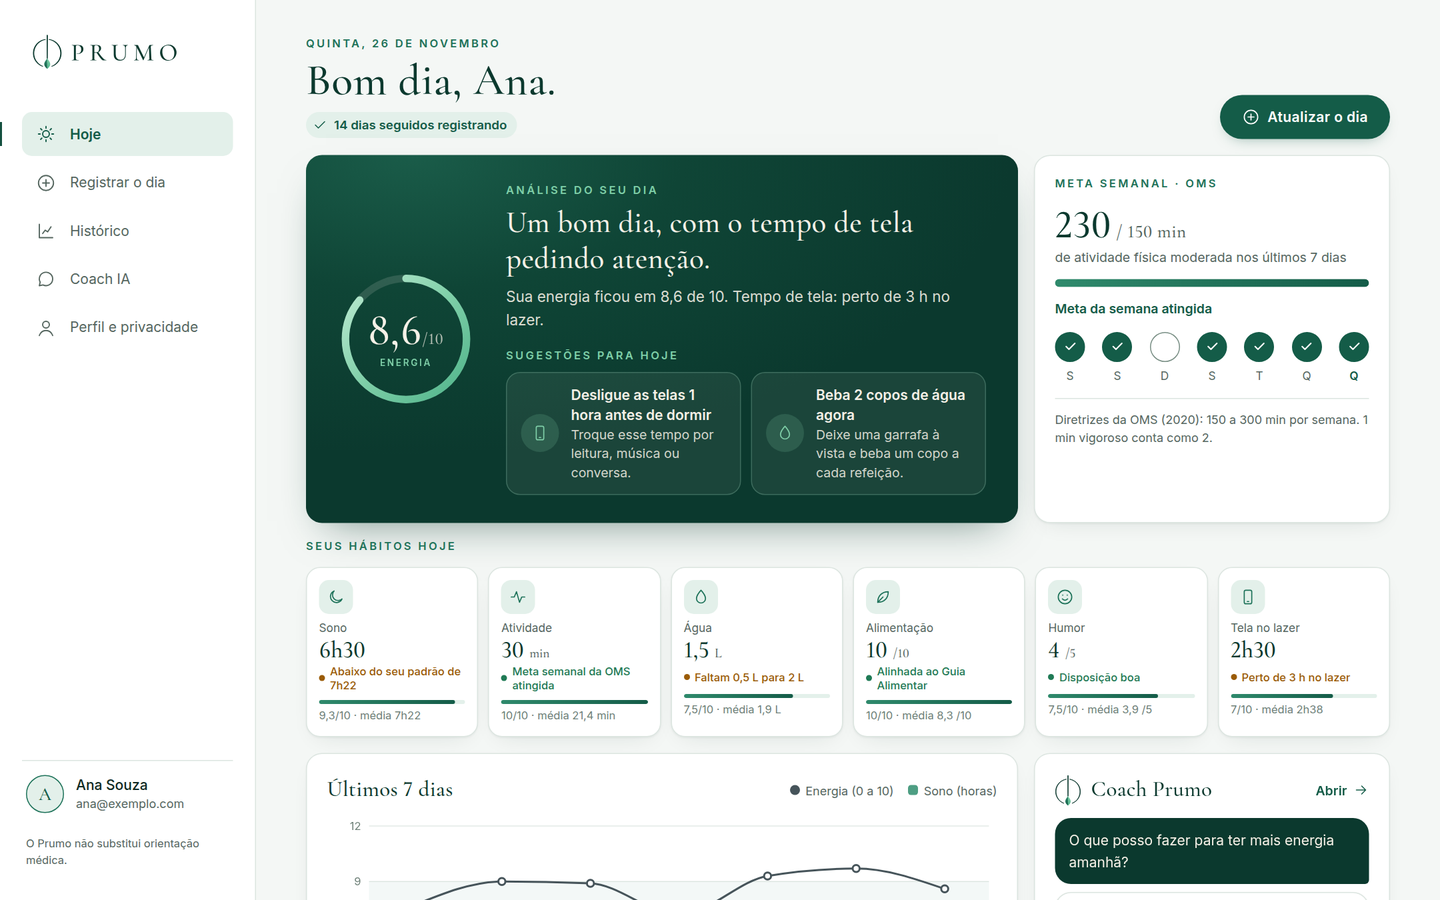 PRUMO
Hoje
Registrar o dia
Histórico
Coach IA
Perfil e privacidade
A
Ana Souza
ana@exemplo.com
O Prumo não substitui orientação
médica.
QUINTA, 26 DE NOVEMBRO
Bom dia, Ana.
14 dias seguidos registrando
Atualizar o dia
8,6/10
ENERGIA
ANÁLISE DO SEU DIA
Um bom dia, com o tempo de tela
pedindo atenção.
Sua energia ficou em 8,6 de 10. Tempo de tela: perto de 3 h no
lazer.
SUGESTÕES PARA HOJE
Desligue as telas 1
hora antes de dormir
Troque esse tempo por
leitura, música ou
conversa.
Beba 2 copos de água
agora
Deixe uma garrafa à
vista e beba um copo a
cada refeição.
META SEMANAL · OMS
230 / 150 min
de atividade física moderada nos últimos 7 dias
Meta da semana atingida
S S D S T Q Q
Diretrizes da OMS (2020): 150 a 300 min por semana. 1
min vigoroso conta como 2.
SEUS HÁBITOS HOJE
Sono
6h30
Abaixo do seu padrão de
7h22
9,3/10 · média 7h22
Atividade
30 min
Meta semanal da OMS
atingida
10/10 · média 21,4 min
Água
1,5 L
Faltam 0,5 L para 2 L
7,5/10 · média 1,9 L
Alimentação
10 /10
Alinhada ao Guia
Alimentar
10/10 · média 8,3 /10
Humor
4 /5
Disposição boa
7,5/10 · média 3,9 /5
Tela no lazer
2h30
Perto de 3 h no lazer
7/10 · média 2h38
Últimos 7 dias
Energia (0 a 10)
Sono (horas)
12
9
Coach Prumo
Abrir
O que posso fazer para ter mais energia
amanhã?